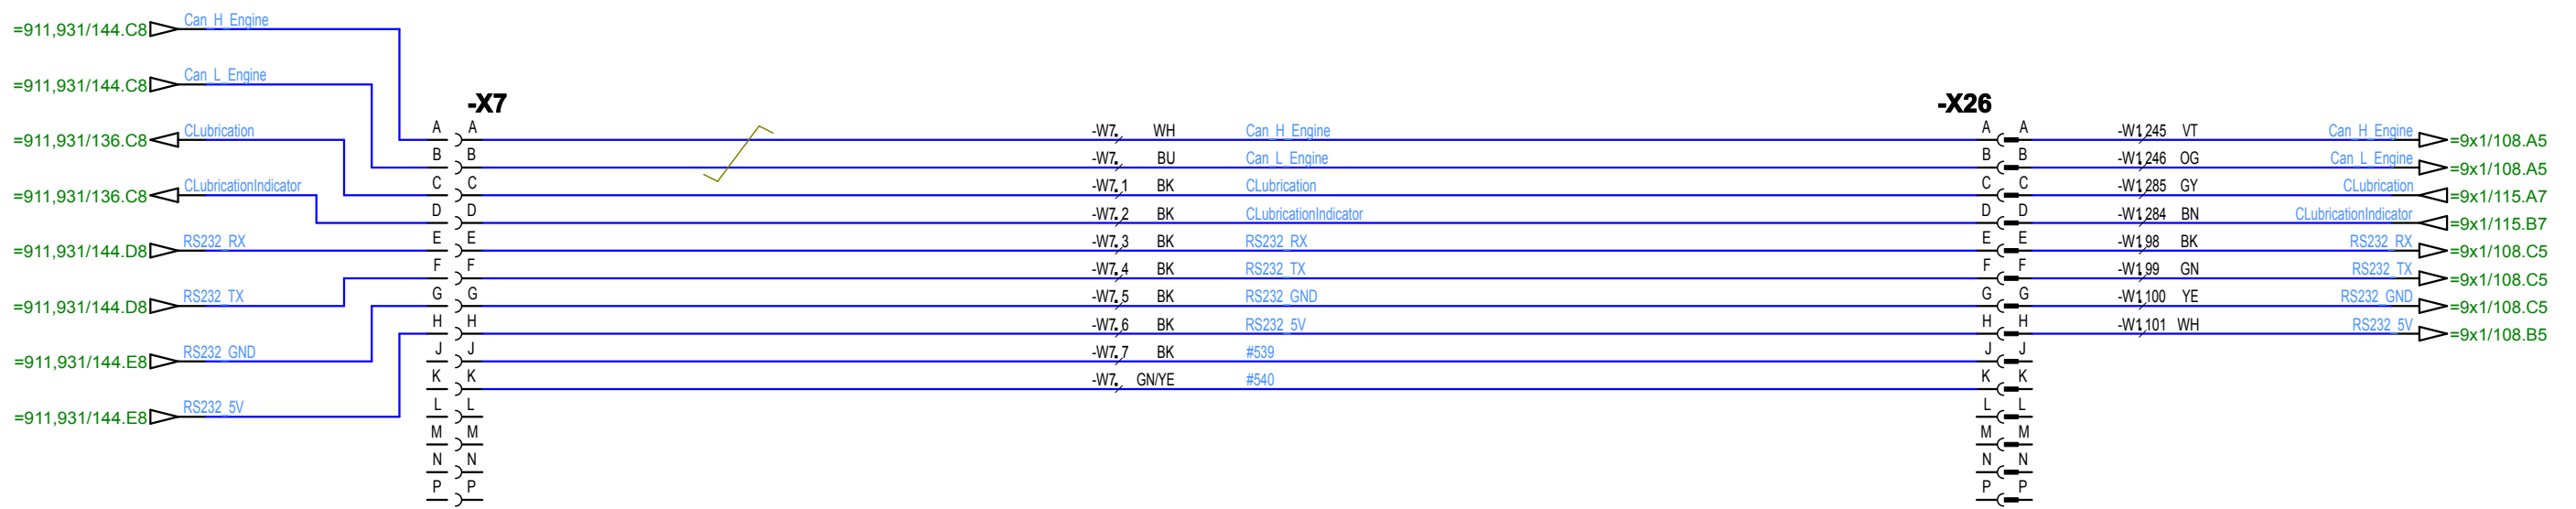 =911,931/144.C8 Can_H_Engine
=911,931/144.C8 Can_L_Engine
-X7 -X26
A A -W7. WH Can_H_Engine A A -W1.245 VT Can_H_Engine =9x1/108.A5
=911,931/136.C8 CLubrication
B B -W7. BU Can_L_Engine B B -W1.246 OG Can_L_Engine =9x1/108.A5
C C -W7.1 BK CLubrication C C -W1.285 GY CLubrication =9x1/115.A7
=911,931/136.C8 CLubricationIndicator
D D -W7.2 BK CLubricationIndicator D D -W1.284 BN CLubricationIndicator =9x1/115.B7
=911,931/144.D8 RS232_RX E E -W7.3 BK RS232_RX E E -W1.98 BK RS232_RX =9x1/108.C5
F F -W7.4 BK RS232_TX F F -W1.99 GN RS232_TX =9x1/108.C5
=911,931/144.D8 RS232_TX G G -W7.5 BK RS232_GND G G -W1.100 YE RS232_GND =9x1/108.C5
H H -W7.6 BK RS232_5V H H -W1.101 WH RS232_5V =9x1/108.B5
=911,931/144.E8 RS232_GND J J -W7.7 BK #539 J J
K K -W7. GN/YE #540 K K
=911,931/144.E8 RS232_5V L L L L
M M M M
N N N N
P P P P